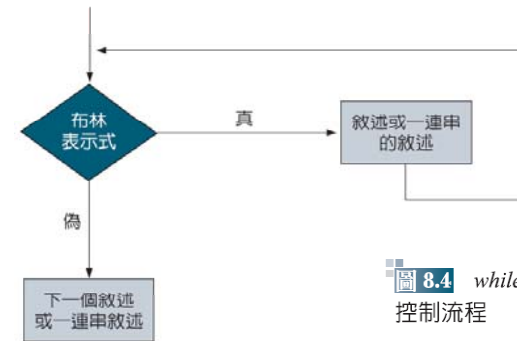 布林
表示式
真
敘述或一連串
的敘述
偽
下一個敘述
或一連串敘述
圖 8.4 while
控制流程